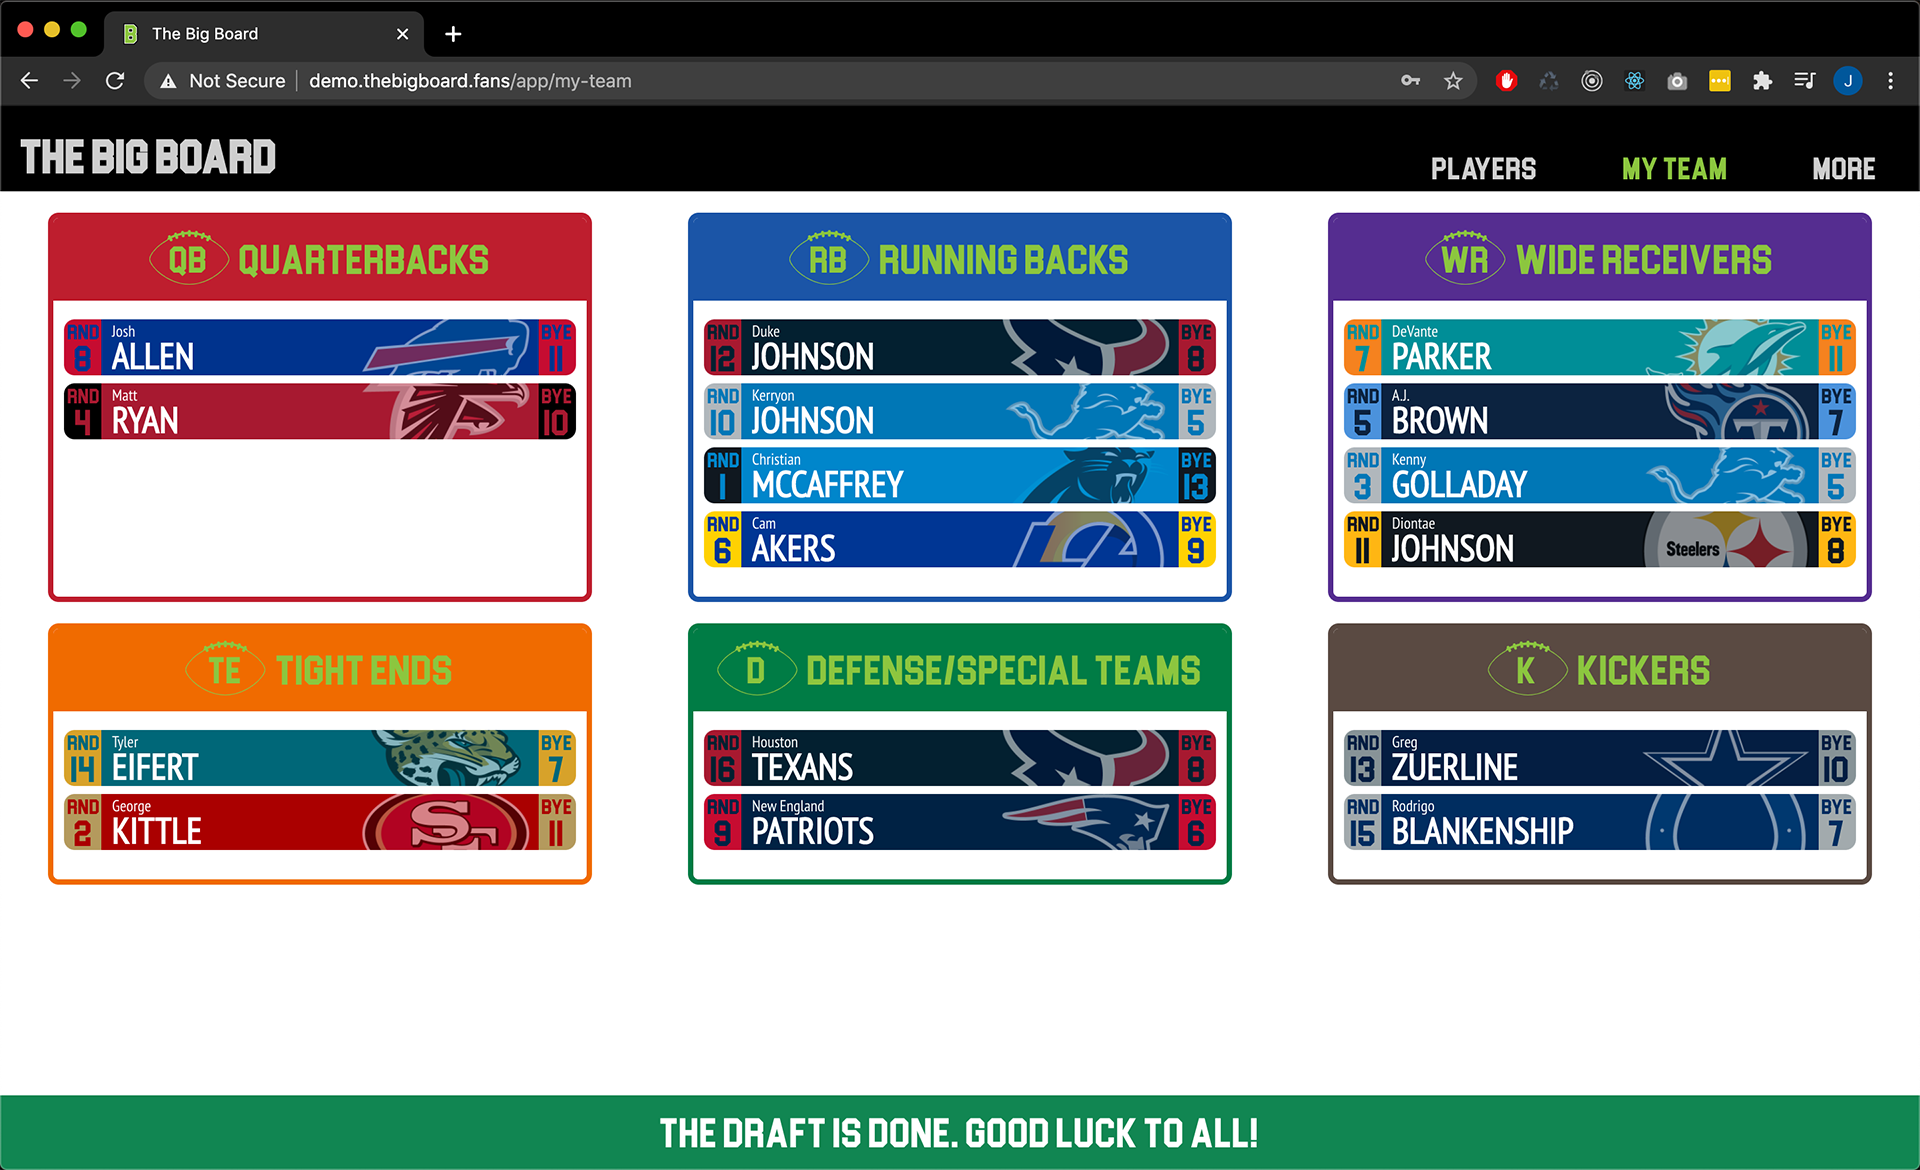 The Big Board
Not Secure demo.thebigboard.fans/app/my-team
J
THE BIG BOARD
PLAYERS
MY TEAM
MORE
QB QUARTERBACKS
RND 8 Josh ALLEN BYE 11
RND 4 Matt RYAN BYE 10
RB RUNNING BACKS
RND 12 Duke JOHNSON BYE 8
RND 10 Kerryon JOHNSON BYE 5
RND 1 Christian MCCAFFREY BYE 13
RND 6 Cam AKERS BYE 9
WR WIDE RECEIVERS
RND 7 DeVante PARKER BYE 11
RND 5 A.J. BROWN T BYE 7
RND 3 Kenny GOLLADAY BYE 5
RND 11 Diontae JOHNSON Steelers BYE 8
TE TIGHT ENDS
RND 14 Tyler EIFERT BYE 7
RND 2 George KITTLE SF BYE 11
D DEFENSE/SPECIAL TEAMS
RND 16 Houston TEXANS BYE 8
RND 9 New England PATRIOTS BYE 6
K KICKERS
RND 13 Greg ZUERLINE BYE 10
RND 15 Rodrigo BLANKENSHIP BYE 7
THE DRAFT IS DONE. GOOD LUCK TO ALL!